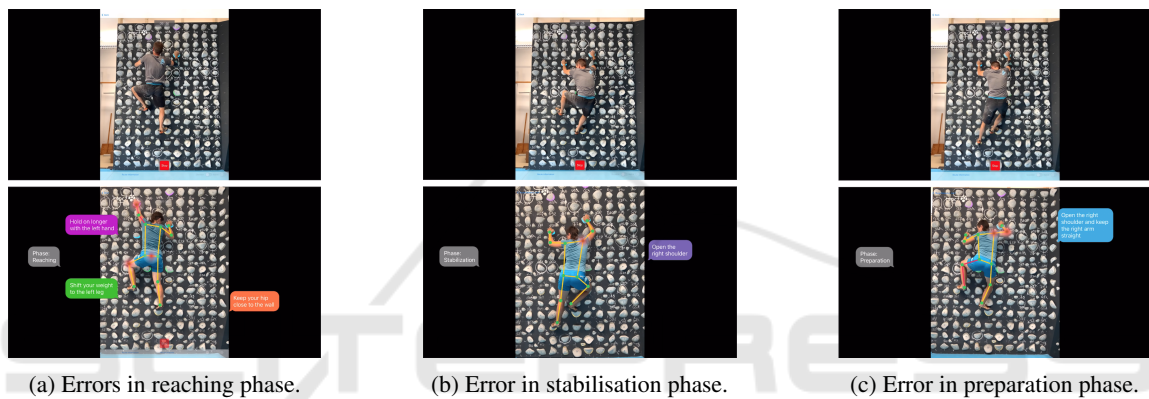 Hold on longer
with the left hand
Phase:
Reaching
Shift your weight
to the left leg
Keep your hip
close to the wall
Phase:
Stabilization
Open the
right shoulder
Phase:
Preparation
Open the right
shoulder and keep
the right arm
straight
SCITEPRESS
(a) Errors in reaching phase.
(b) Error in stabilisation phase.
(c) Error in preparation phase.